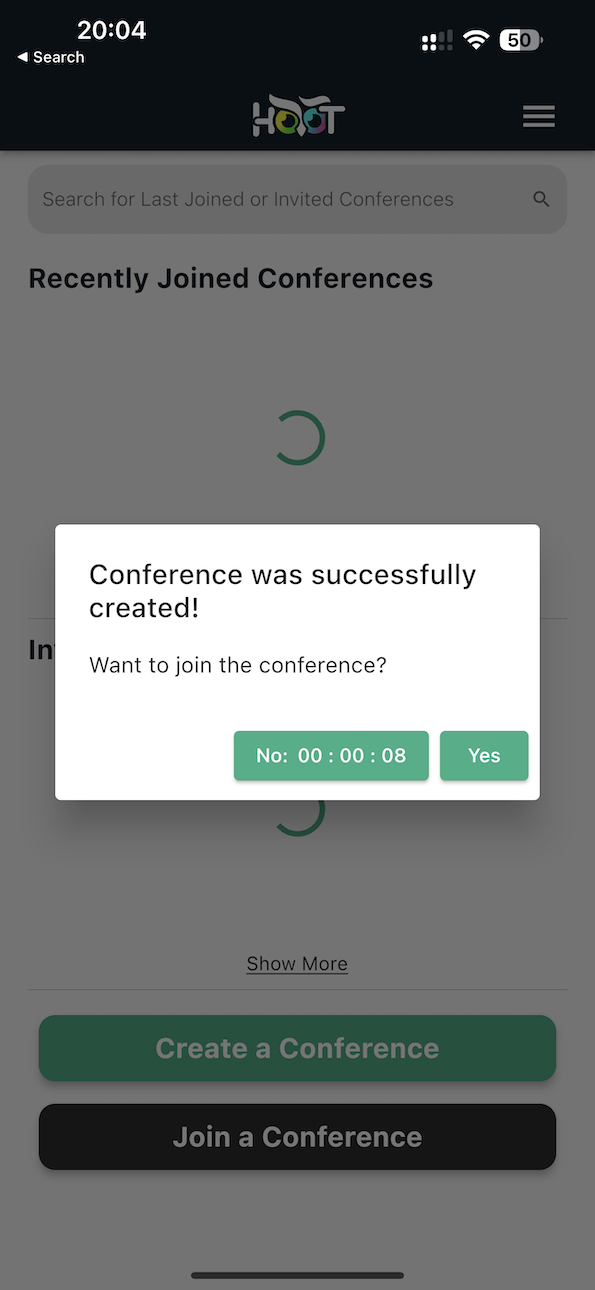 20:04
50
◀ Search
HOOT
Search for Last Joined or Invited Conferences
Recently Joined Conferences
Conference was successfully
created!
In
Want to join the conference?
No: 00 : 00 : 08
Yes
Show More
Create a Conference
Join a Conference